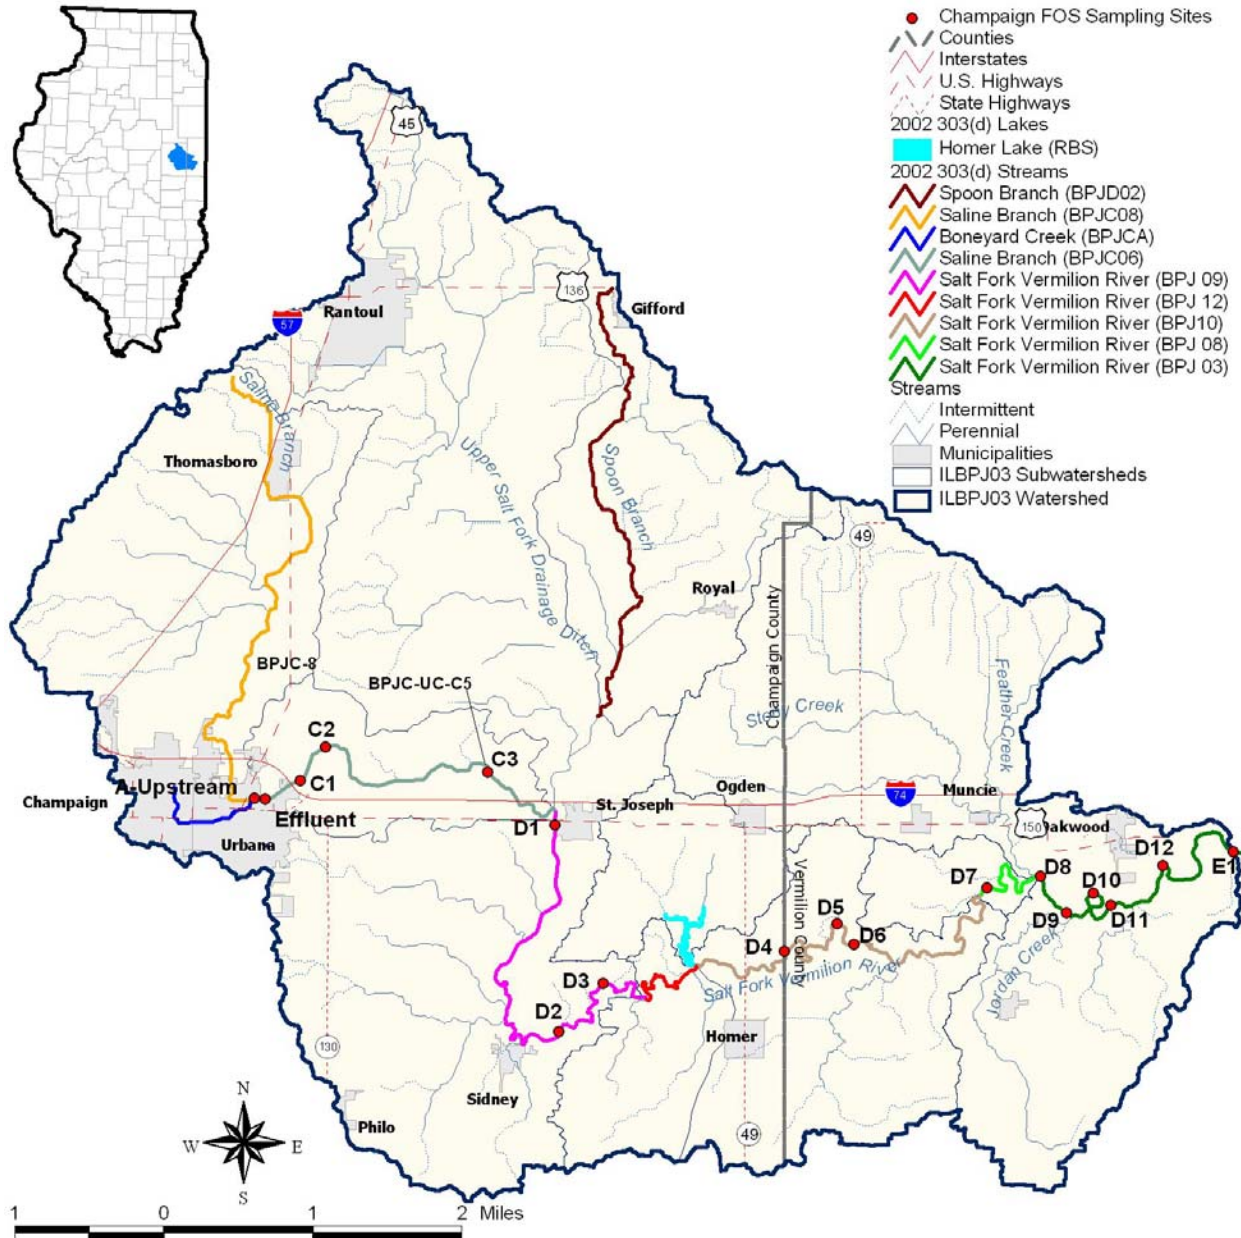 Champaign FOS Sampling Sites
Counties
Interstates
U.S. Highways
State Highways
2002 303(d) Lakes
Homer Lake (RBS)
2002 303(d) Streams
Spoon Branch (BPJD02)
Saline Branch (BPJC08)
Boneyard Creek (BPJCA)
Saline Branch (BPJC06)
Salt Fork Vermilion River (BPJ 09)
Salt Fork Vermilion River (BPJ 12)
Salt Fork Vermilion River (BPJ10)
Salt Fork Vermilion River (BPJ 08)
Salt Fork Vermilion River (BPJ 03)
Streams
Intermittent
Perennial
Municipalities
ILBPJ03 Subwatersheds
ILBPJ03 Watershed
45
136
Gifford
Rantoul
57
Saline Branch
Thomasboro
Upper Salt Fork Drainage Ditch
Spoon Branch
49
Royal
Champaign County
BPJC-8
BPJC-UC-C5
Feather Creek
Stony Creek
C2
C3
C1
A-Upstream
Champaign
Effluent
Urbana
D1
St. Joseph
Ogden
74
Muncie
150
Oakwood
D12
E1
D7
D8
D10
D9
D11
Vermilion County
D5
D6
D4
Salt Fork Vermilion River
Jordan Creek
D3
D2
Homer
130
Sidney
49
Philo
N
W
E
S
1
0
1
2 Miles